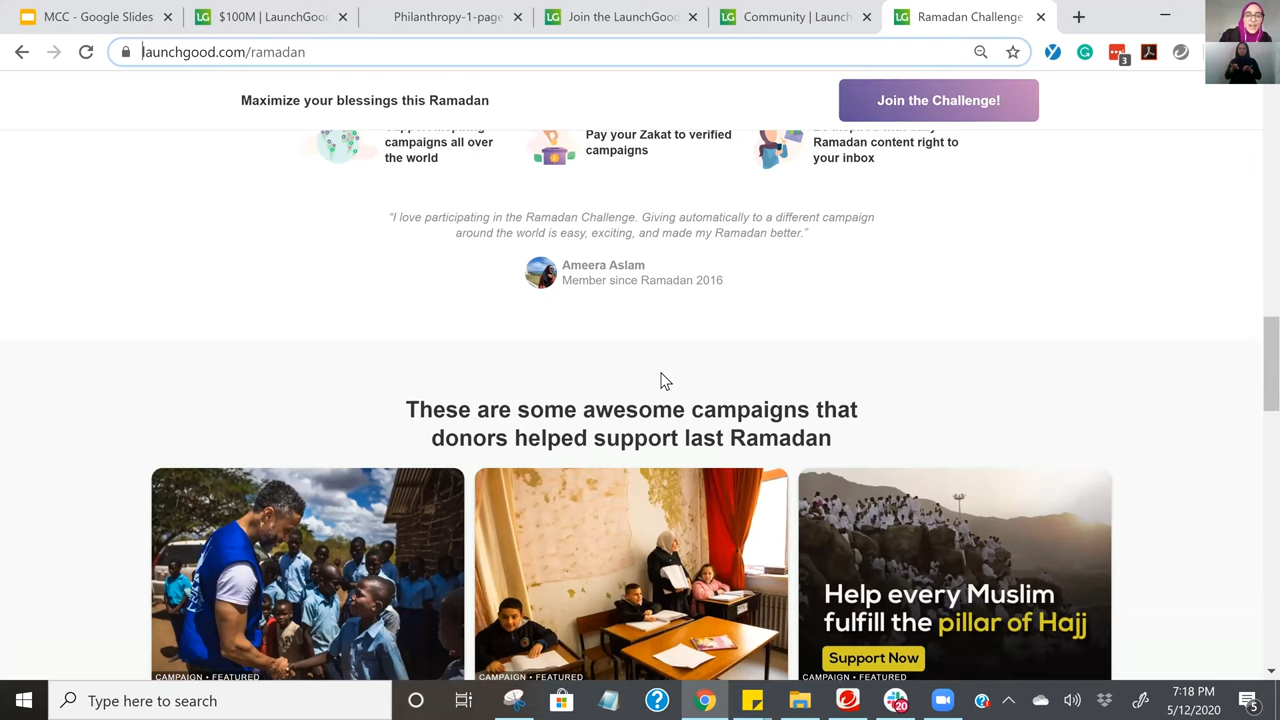 MCC - Google Slides
$100M | LaunchGoo
Philanthropy-1-page
Join the LaunchGoo
Community | Launch
Ramadan Challenge
launchgood.com/ramadan
3
Maximize your blessings this Ramadan
Join the Challenge!
campaigns all over
the world
Pay your Zakat to verified
campaigns
Ramadan content right to
your inbox
“I love participating in the Ramadan Challenge. Giving automatically to a different campaign
around the world is easy, exciting, and made my Ramadan better.”
Ameera Aslam
Member since Ramadan 2016
These are some awesome campaigns that
donors helped support last Ramadan
Help every Muslim
fulfill the pillar of Hajj
Support Now
CAMPAIGN • FEATURED
CAMPAIGN • FEATURED
CAMPAIGN • FEATURED
Type here to search
20
7:18 PM
5/12/2020
5